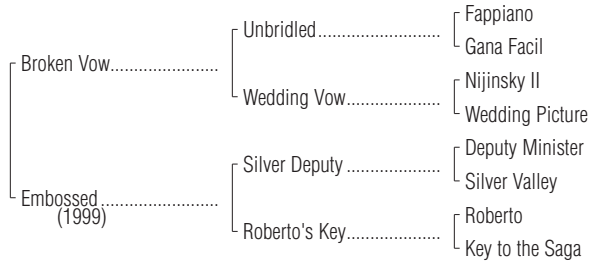 Fappiano
Unbridled..........................
Gana Facil
Broken Vow.......................
Nijinsky II
Wedding Vow....................
Wedding Picture
Deputy Minister
Silver Deputy ....................
Silver Valley
Embossed.........................
(1999)
Roberto
Roberto's Key....................
Key to the Saga